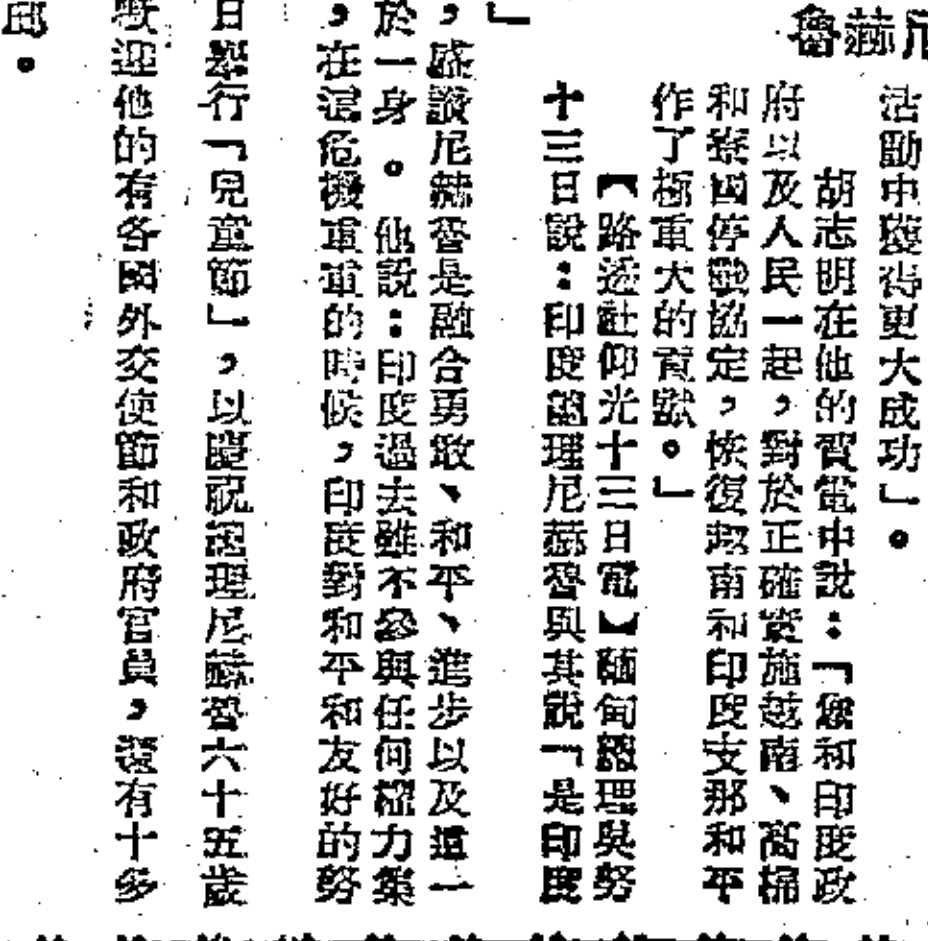 魯赫尼
活動中獲得更大成功」。
胡志明在他的賀電中說：「您和印度政
府以及人民一起，對於正確實施越南、高棉
和寮國停戰協定，恢復越南和印度支那和平
作了極重大的貢獻。」
【路透社仰光十三日電】緬甸總理吳努
十三日說：印度總理尼赫魯與其說「是印度
」
，盛讚尼赫魯是融合勇敢、和平、進步以及這一
於一身。他說：印度過去雖不參與任何權力集
，在這危機重重的時候，印度對和平和友好的努
日舉行「兒童節」，以慶祝總理尼赫魯六十五歲
歡迎他的有各國外交使節和政府官員，還有十多
邱。